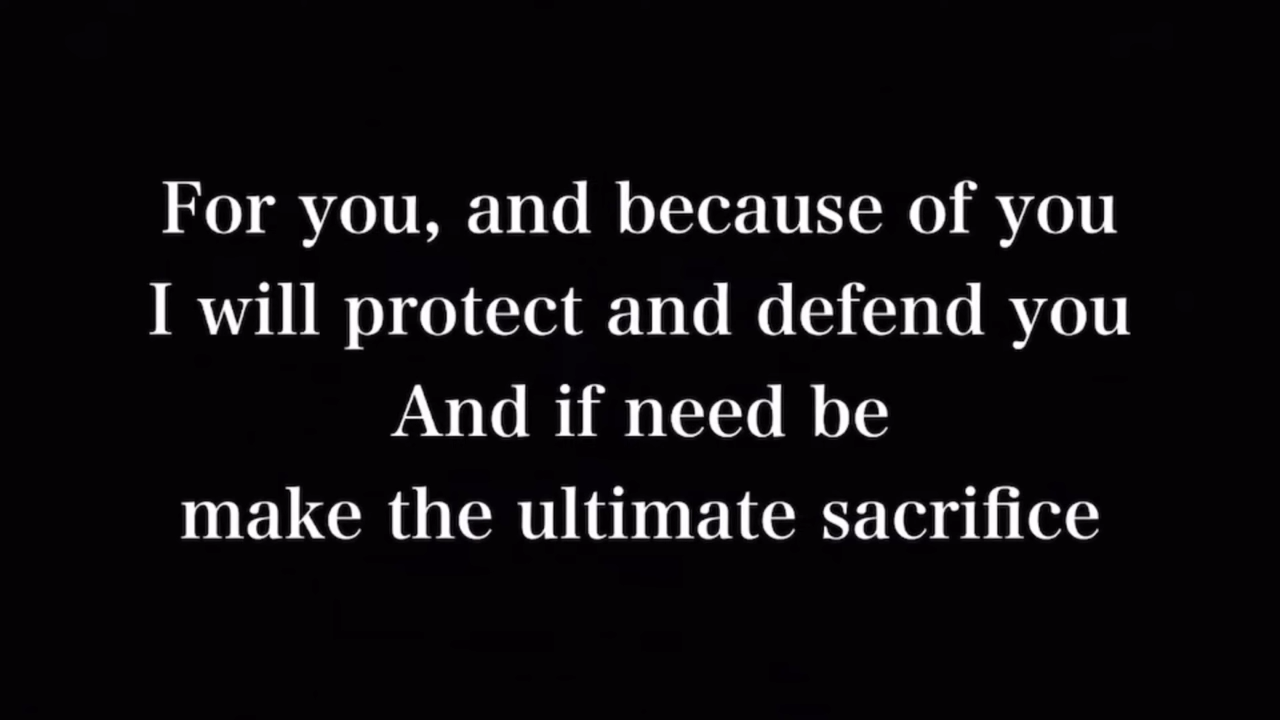 For you, and because of you
I will protect and defend you
And if need be
make the ultimate sacrifice